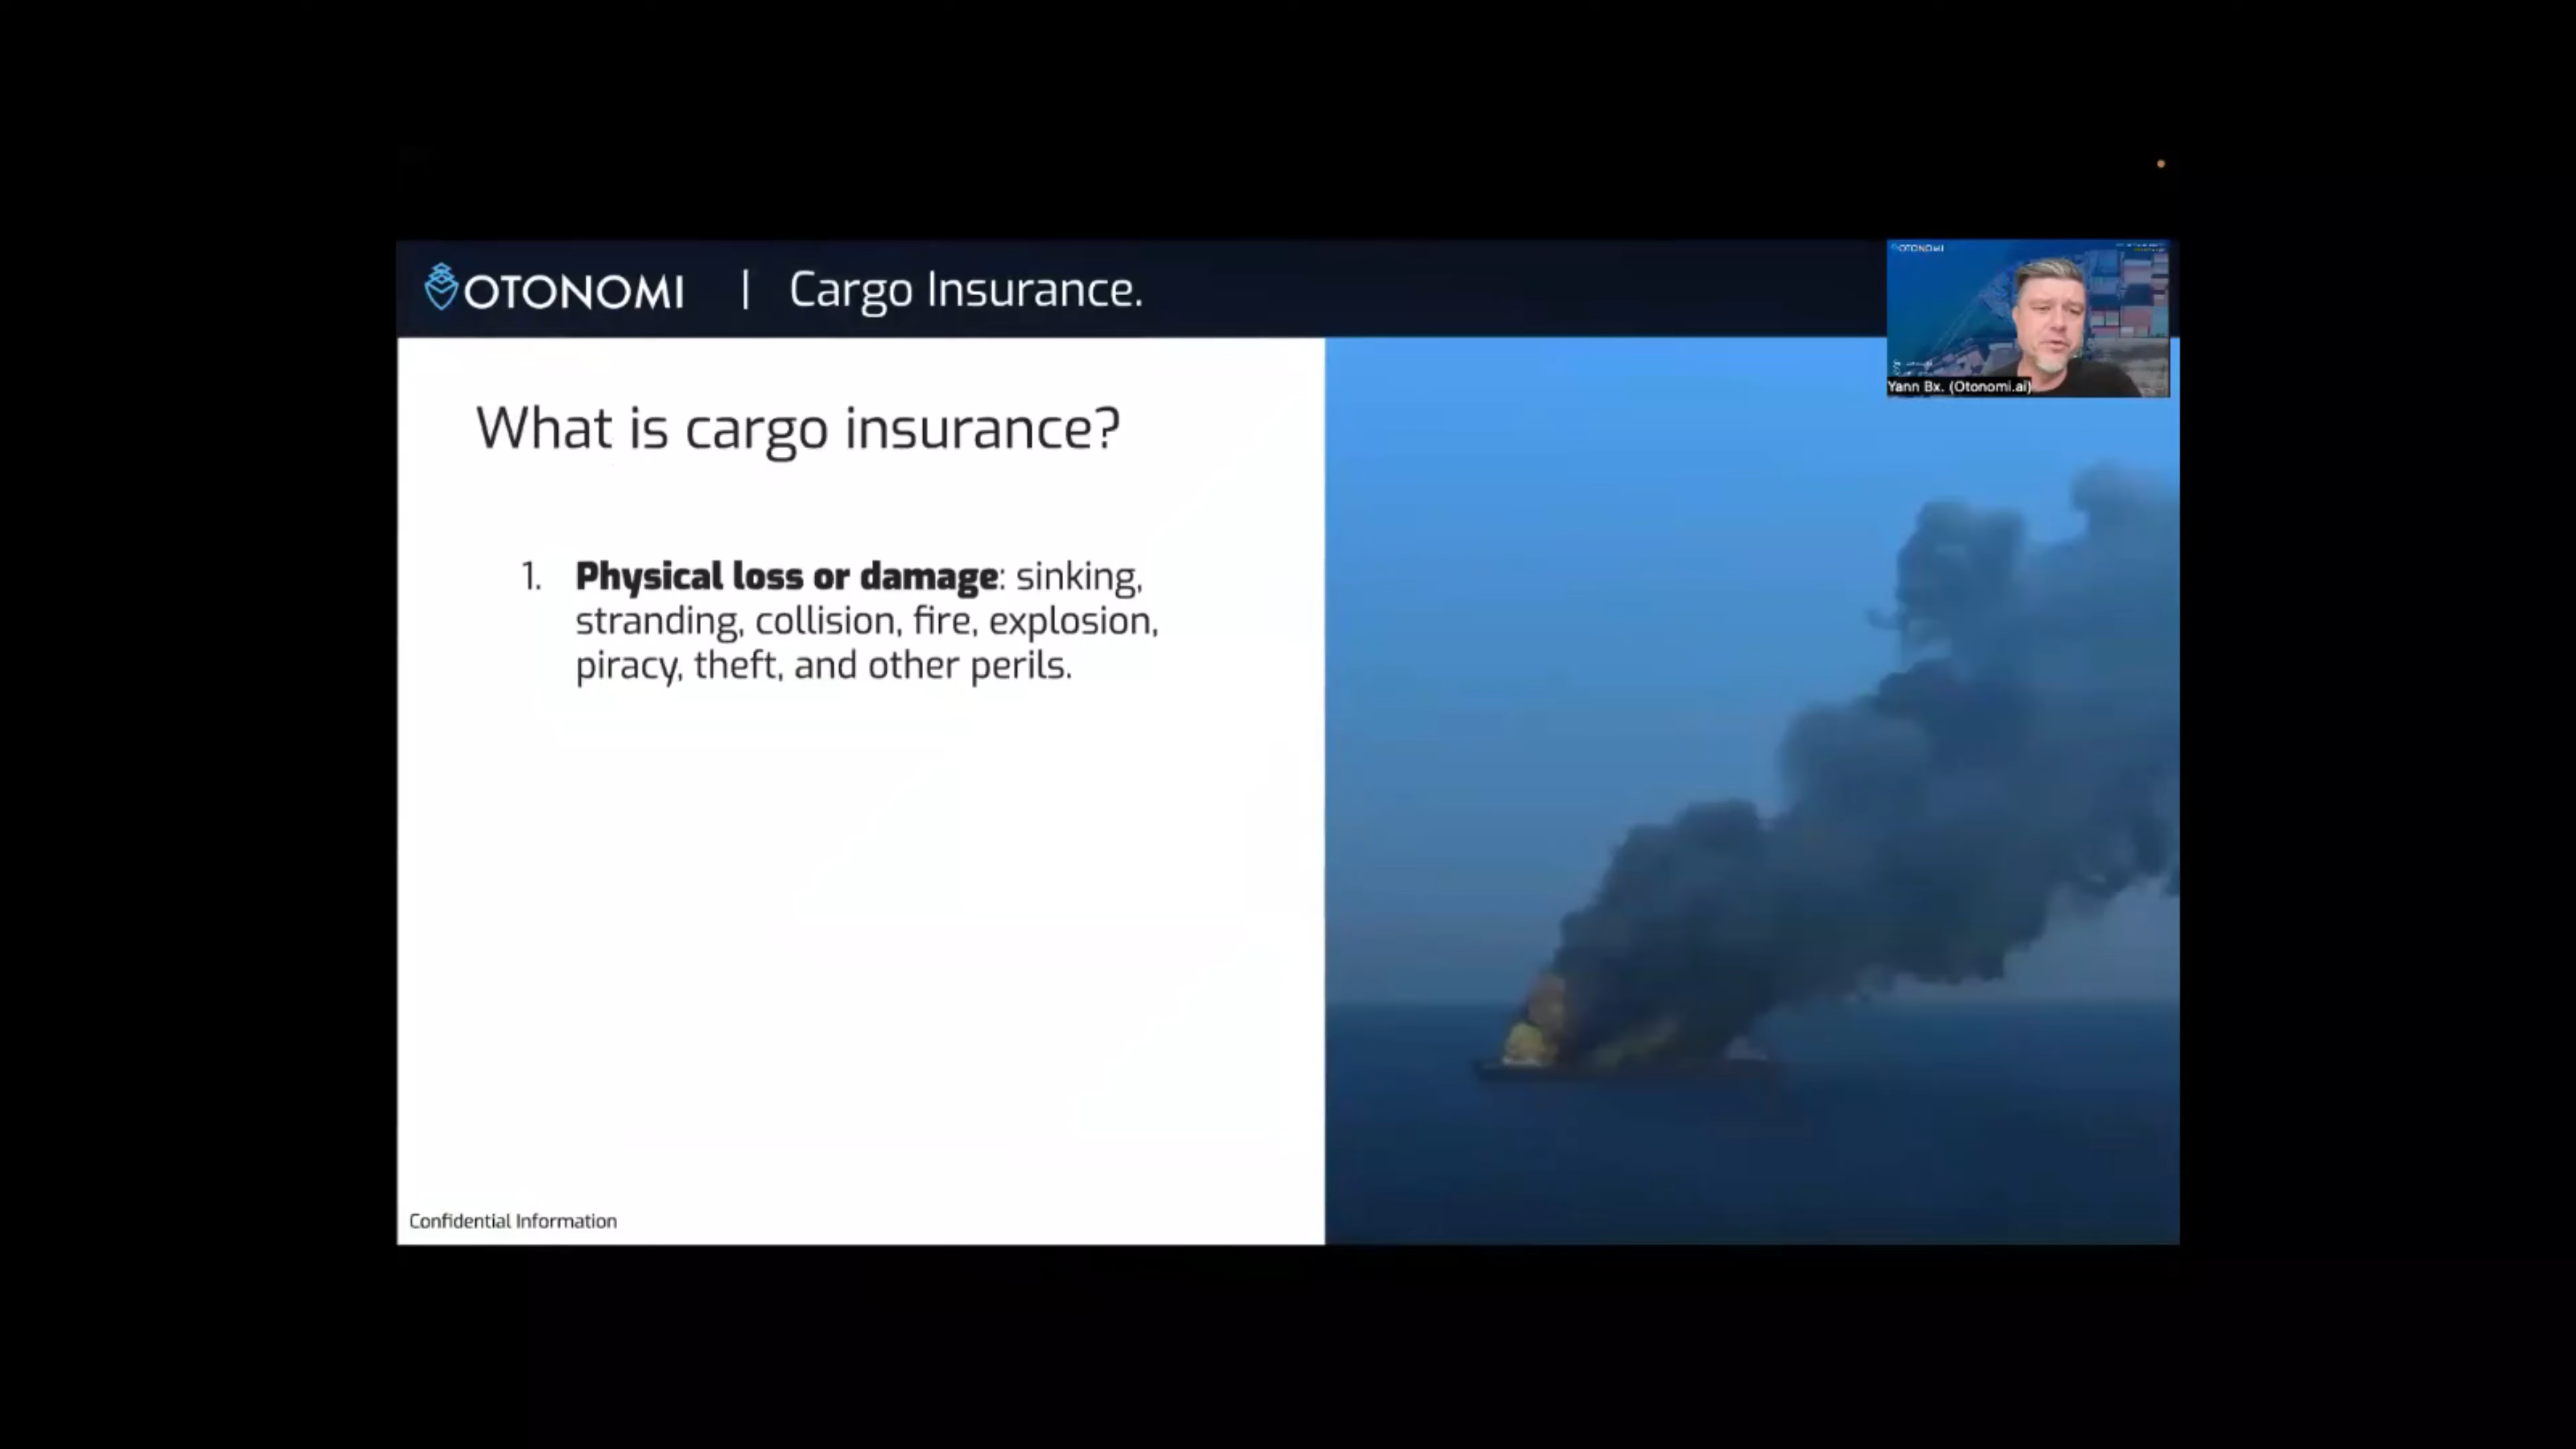 OTONOMI | Cargo Insurance.
OTONOMI
Yann Bx. (Otonomi.ai)
What is cargo insurance?
1. Physical loss or damage: sinking,
stranding, collision, fire, explosion,
piracy, theft, and other perils.
Confidential Information